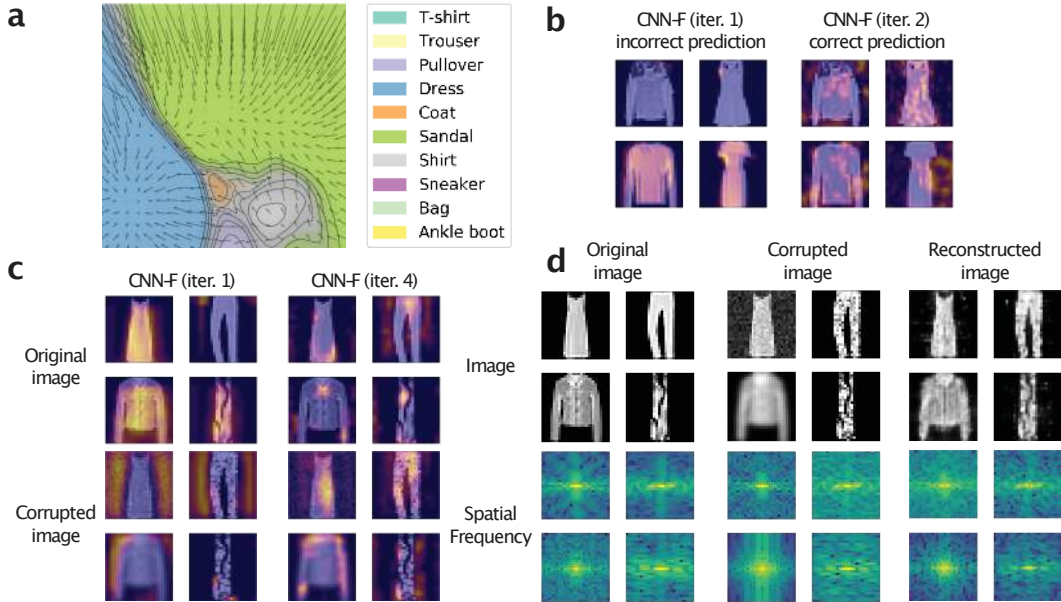 a
T-shirt
Trouser
Pullover
Dress
Coat
Sandal
Shirt
Sneaker
Bag
Ankle boot
b
CNN-F (iter. 1)
incorrect prediction
CNN-F (iter. 2)
correct prediction
c
CNN-F (iter. 1)
CNN-F (iter. 4)
Original
image
Corrupted
image
d
Original
image
Corrupted
image
Reconstructed
image
Image
Spatial
Frequency